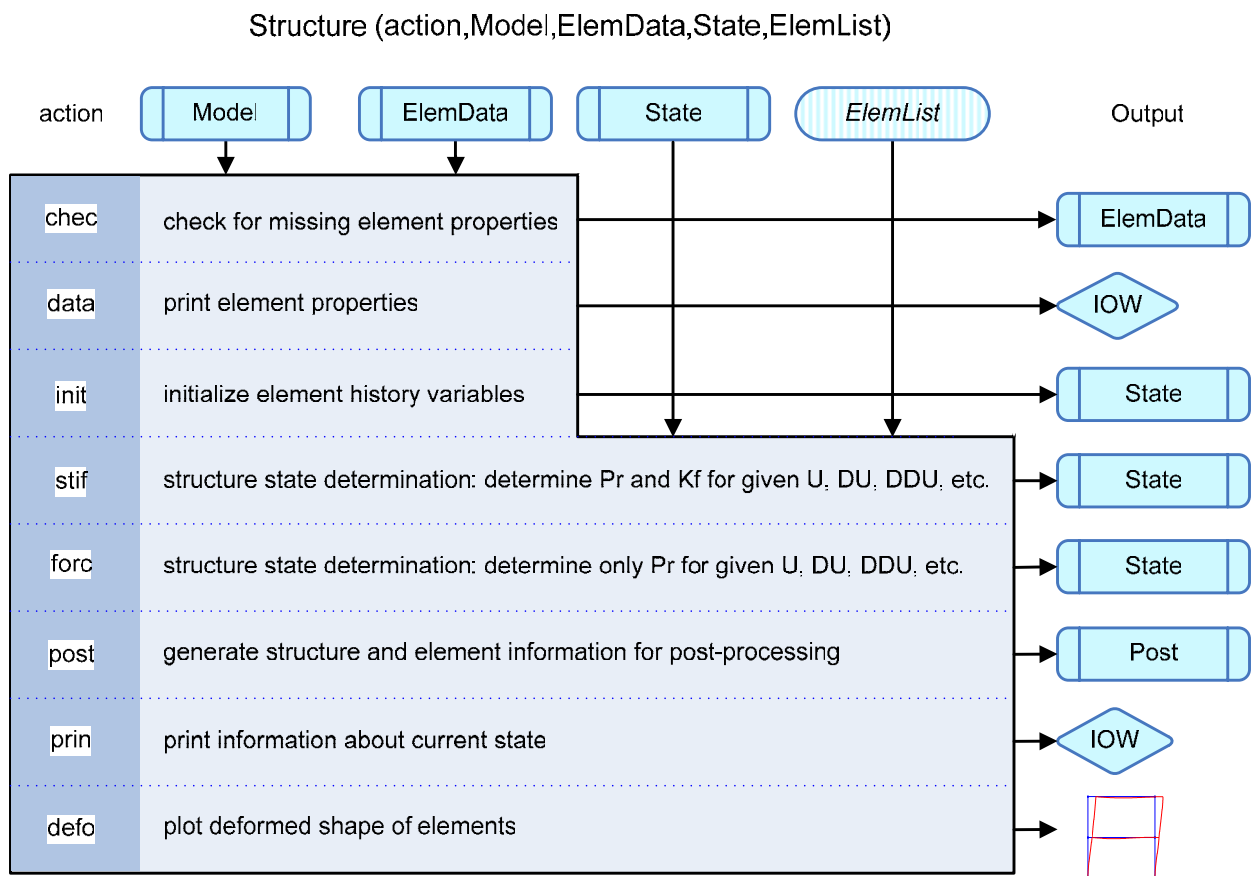 Structure (action,Model,ElemData,State,ElemList)
action Model ElemData State ElemList Output
chec check for missing element properties ElemData
data print element properties IOW
init initialize element history variables State
stif structure state determination: determine Pr and Kf for given U, DU, DDU, etc. State
forc structure state determination: determine only Pr for given U, DU, DDU, etc. State
post generate structure and element information for post-processing Post
prin print information about current state IOW
defo plot deformed shape of elements